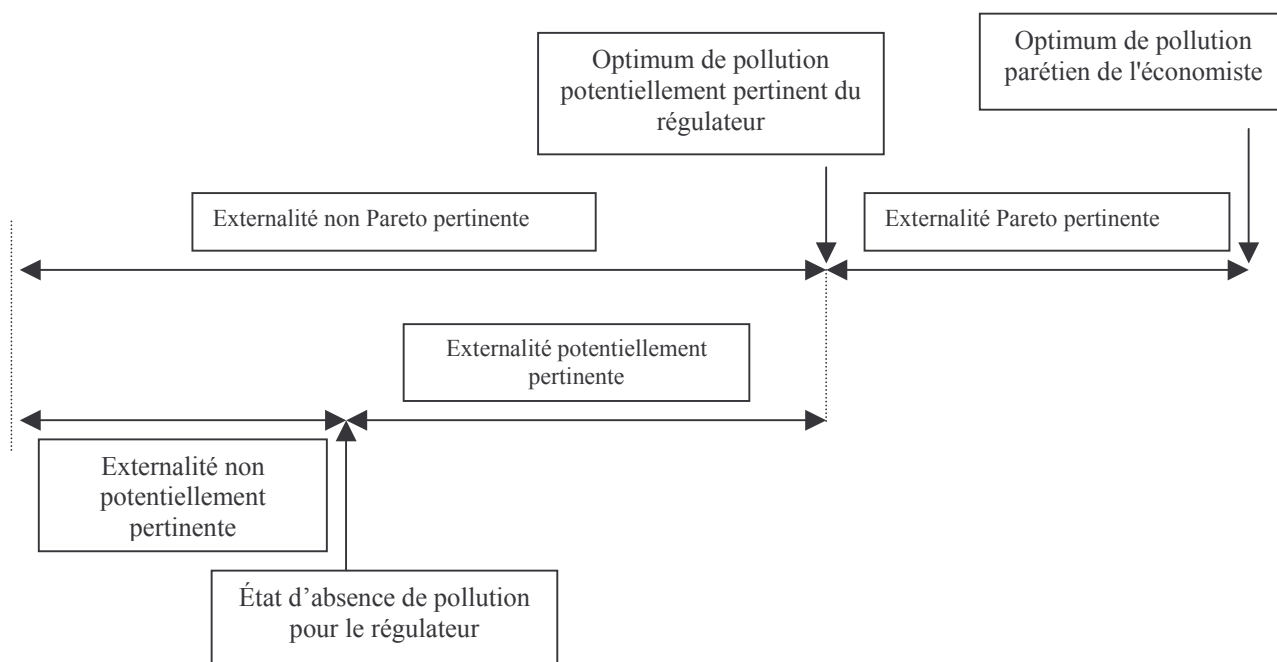 Optimum de pollution
potentiellement pertinent du
régulateur
Optimum de pollution
parétien de l'économiste
Externalité non Pareto pertinente
Externalité Pareto pertinente
Externalité potentiellement
pertinente
Externalité non
potentiellement
pertinente
État d’absence de pollution
pour le régulateur